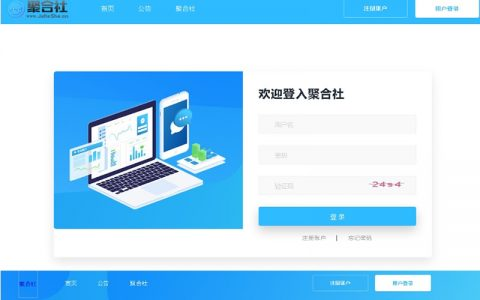 聚合社
www.JuHeShe.cn
首页 公告 聚合社 注册账户 用户登录
欢迎登入聚合社
用户名
密码
验证码 2494
登录
注册账户 | 忘记密码
聚合社 首页 公告 聚合社 注册账户 用户登录